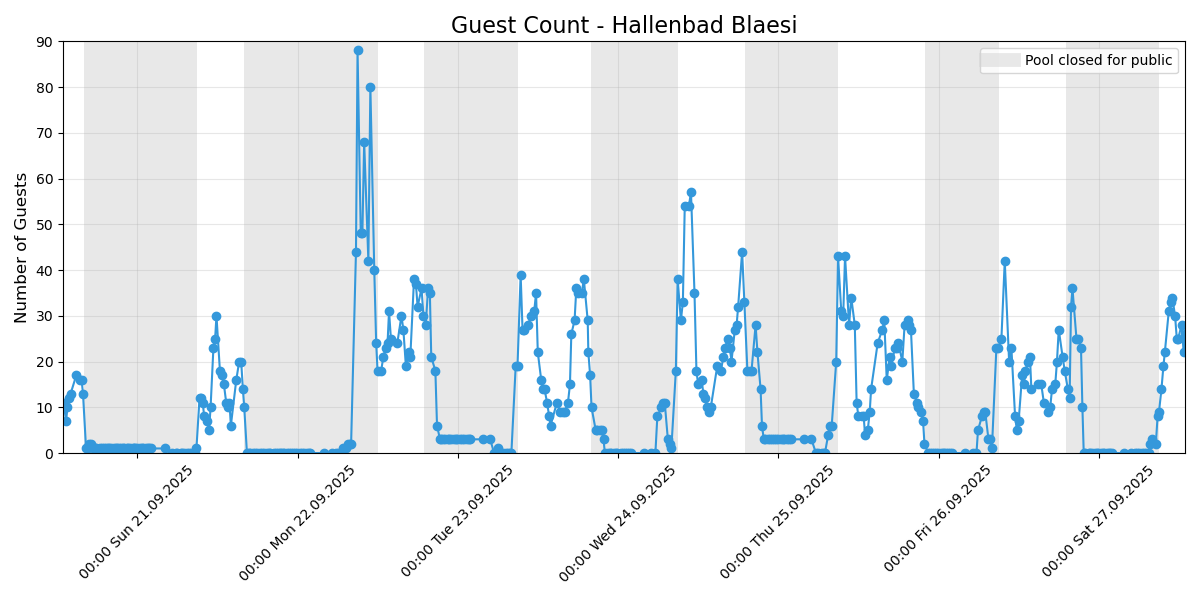 Guest Count - Hallenbad Blaesi
Number of Guests
90
80
70
60
50
40
30
20
10
0
Pool closed for public
00:00 Sun 21.09.2025
00:00 Mon 22.09.2025
00:00 Tue 23.09.2025
00:00 Wed 24.09.2025
00:00 Thu 25.09.2025
00:00 Fri 26.09.2025
00:00 Sat 27.09.2025